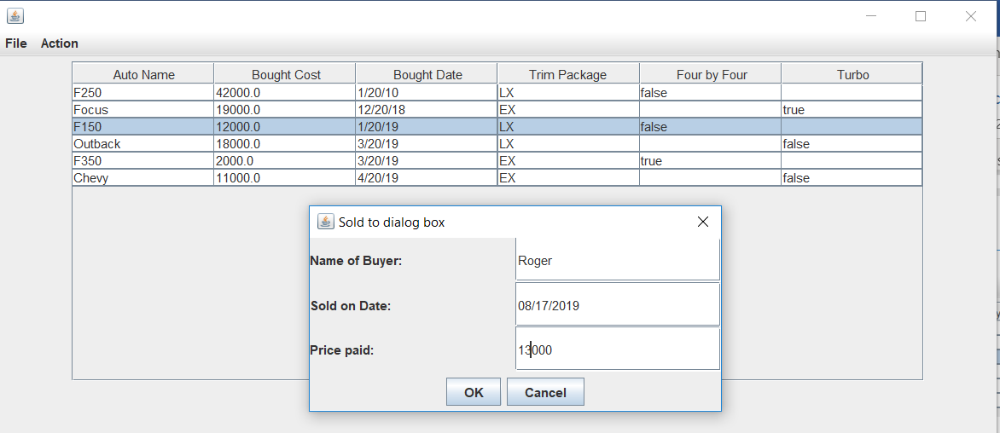 File Action
Auto Name Bought Cost Bought Date Trim Package Four by Four Turbo
F250 42000.0 1/20/10 LX false
Focus 19000.0 12/20/18 EX true
F150 12000.0 1/20/19 LX false
Outback 18000.0 3/20/19 LX false
F350 2000.0 3/20/19 EX true
Chevy 11000.0 4/20/19 EX false
Sold to dialog box
Name of Buyer: Roger
Sold on Date: 08/17/2019
Price paid: 13000
OK Cancel